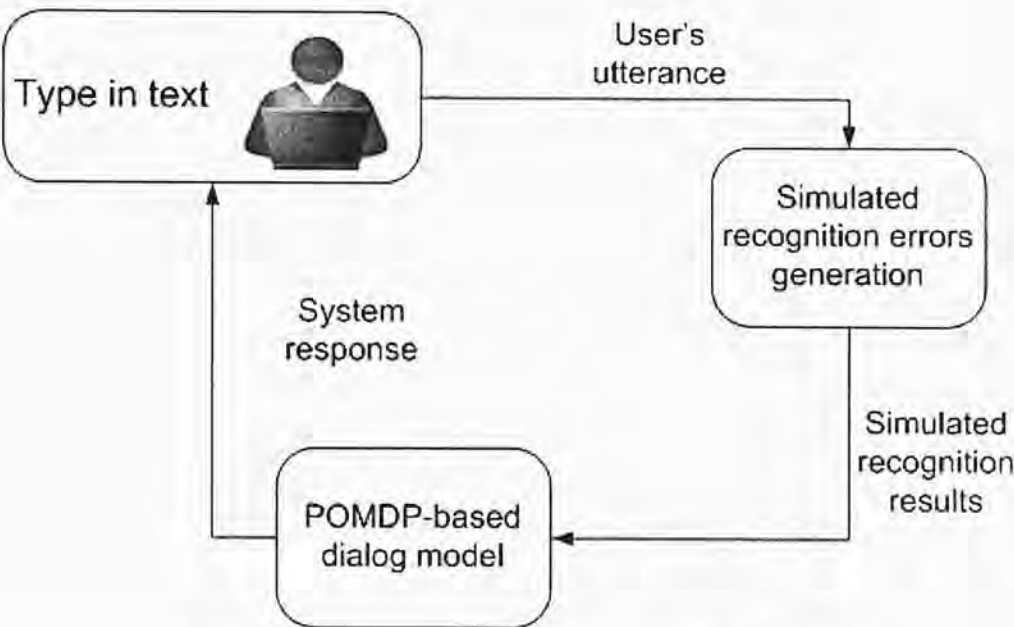 Type in text
User's
utterance
Simulated
recognition errors
generation
System
response
Simulated
recognition
results
POMDP-based
dialog model